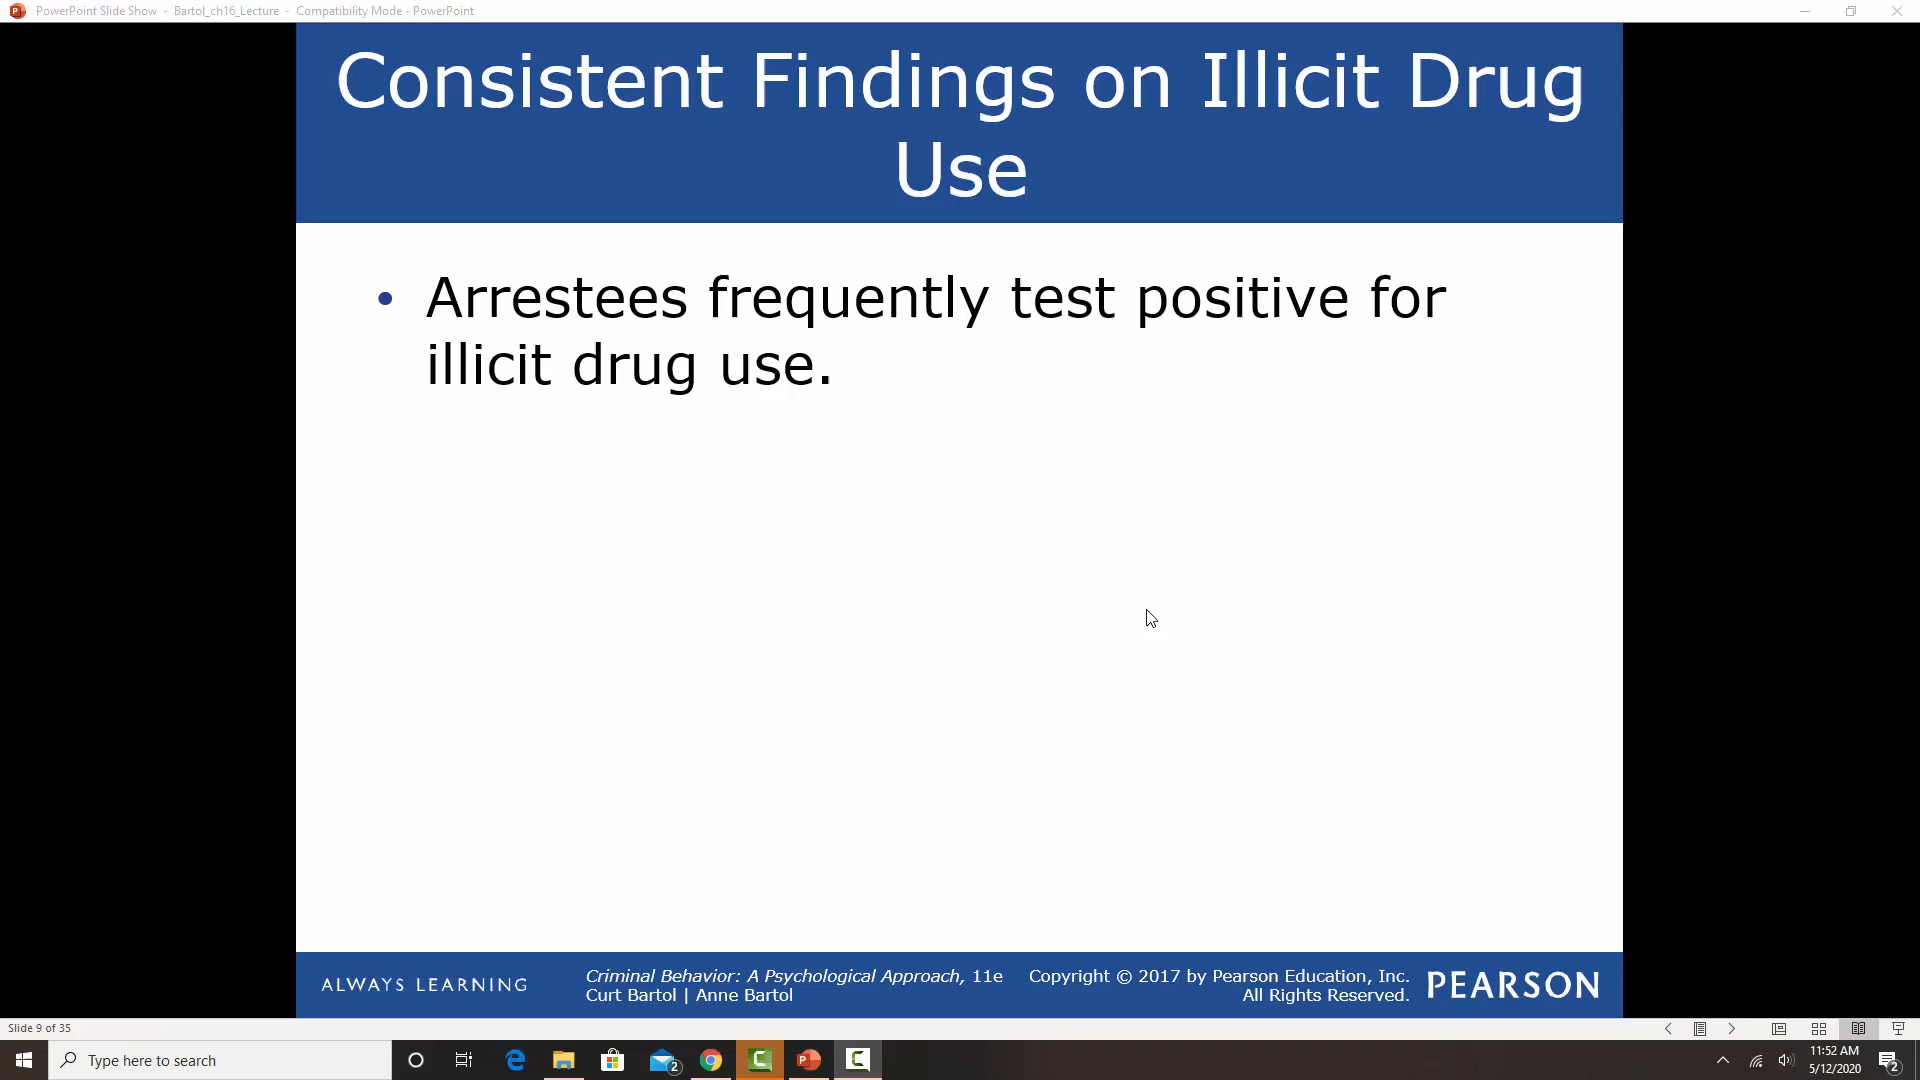 PowerPoint Slide Show - Bartol_ch16_Lecture - Compatibility Mode - PowerPoint
Consistent Findings on Illicit Drug
Use
• Arrestees frequently test positive for
illicit drug use.
ALWAYS LEARNING
Criminal Behavior: A Psychological Approach, 11e
Curt Bartol | Anne Bartol
Copyright © 2017 by Pearson Education, Inc.
All Rights Reserved.
PEARSON
Slide 9 of 35
Type here to search
2
11:52 AM
5/12/2020
2